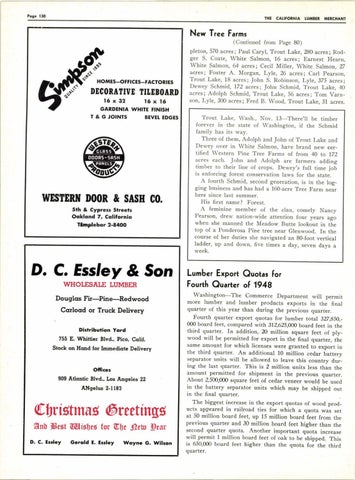 Page 130
THE CALIFORNIA LUMBER MERCHANT
Simpson
QUALITY SINCE 1895
HOMES–OFFICES–FACTORIES
DECORATIVE TILEBOARD
16 x 32 16 x 16
GARDENIA WHITE FINISH
T & G JOINTS BEVEL EDGES
WESTERN
GLASS
DOORS-SASH
PANELS
PRODUCTS
WESTERN DOOR & SASH CO.
5th & Cypress Streets
Oakland 7, California
TEmplebar 2-8400
D. C. Essley & Son
WHOLESALE LUMBER
Douglas Fir—Pine—Redwood
Carload or Truck Delivery
Distribution Yard
755 E. Whittier Blvd., Pico, Calif.
Stock on Hand for Immediate Delivery
Offices
909 Atlantic Blvd., Los Angeles 22
ANgelus 2-1183
Christmas Greetings
And Best Wishes for The New Year
D. C. Essley Gerald E. Essley Wayne G. Wilson
New Tree Farms
(Continued from Page 80)
pleton, 570 acres; Paul Caryl, Trout Lake, 280 acres; Rod-
ger S. Coate, White Salmon, 16 acres; Earnest Hearn,
White Salmon, 64 acres; Cecil Miller, White Salmon, 27
acres; Foster A. Morgan, Lyle, 26 acres; Carl Pearson,
Trout Lake, 18 acres; John S. Robinson, Lyle, 375 acres;
Dewey Schmid, 172 acres; John Schmid, Trout Lake, 40
acres; Adolph Schmid, Trout Lake, 56 acres; Tom Varn-
son, Lyle, 300 acres; Fred B. Wood, Trout Lake, 31 acres.
Trout Lake, Wash., Nov. 13—There'll be timber
forever in the state of Washington, if the Schmid
family has its way.
Three of them, Adolph and John of Trout Lake and
Dewey over in White Salmon, have brand new cer-
tified Western Pine Tree Farms of from 40 to 172
acres each. John and Adolph are farmers adding
timber to their line of crops. Dewey's full time job
is enforcing forest conservation laws for the state.
A fourth Schmid, second generation, is in the log-
ging business and has had a 160-acre Tree Farm near
here since last summer.
His first name? Forest.
A feminine member of the clan, comely Nancy
Pearson, drew nation-wide attention four years ago
when she manned the Meadow Butte lookout in the
top of a Ponderosa Pine tree near Glenwood. In the
course of her duties she navigated an 80-foot vertical
ladder, up and down, five times a day, seven days a
week.
Lumber Export Quotas for
Fourth Quarter of 1948
Washington—The Commerce Department will permit
more lumber and lumber products exports in the final
quarter of this year than during the previous quarter.
Fourth quarter export quotas for lumber total 327,850,-
000 board feet, compared with 312,625,000 board feet in the
third quarter. In addition, 20 million square feet of ply-
wood will be permitted for export in the final quarter, the
same amount for which licenses were granted to export in
the third quarter. An additional 10 million cedar battery
separator units will be allowed to leave this country dur-
ing the last quarter. This is 2 million units less than the
amount permitted for shipment in the previous quarter.
About 2,500,000 square feet of cedar veneer would be used
in the battery separator units which may be shipped out
in the final quarter.
The biggest increase in the export quotas of wood prod-
ucts appeared in railroad ties for which a quota was set
at 50 million board feet, up 15 million board feet from the
previous quarter and 30 million board feet higher than the
second quarter quota. Another important quota increase
will permit 1 million board feet of oak to be shipped. This
is 650,000 board feet higher than the quota for the third
quarter.